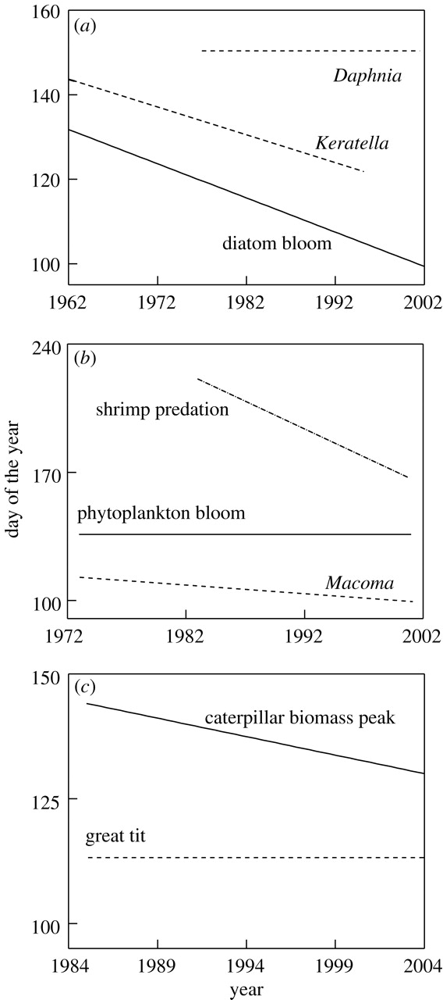 160
(a)
Daphnia
140
Keratella
120
diatom bloom
100
1962 1972 1982 1992 2002
240
(b)
shrimp predation
170
phytoplankton bloom
Macoma
100
1972 1982 1992 2002
day of the year
150
(c)
caterpillar biomass peak
125
great tit
100
1984 1989 1994 1999 2004
year